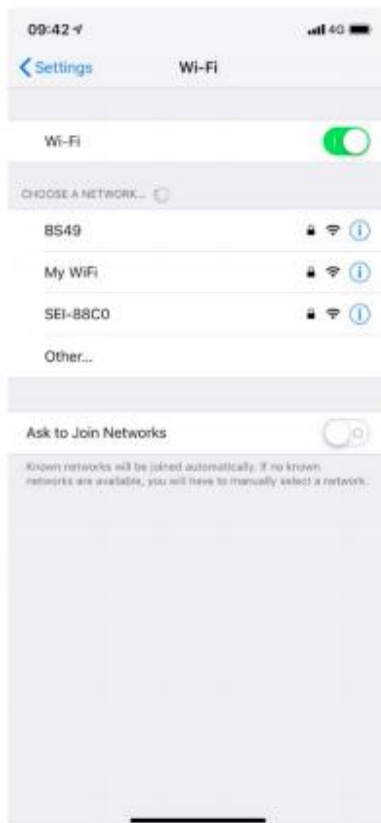 09:42
4G
Settings
Wi-Fi
Wi-Fi
CHOOSE A NETWORK...
BS49
My WiFi
SEI-88C0
Other...
Ask to Join Networks
Known networks will be joined automatically. If no known
networks are available, you will have to manually select a network.